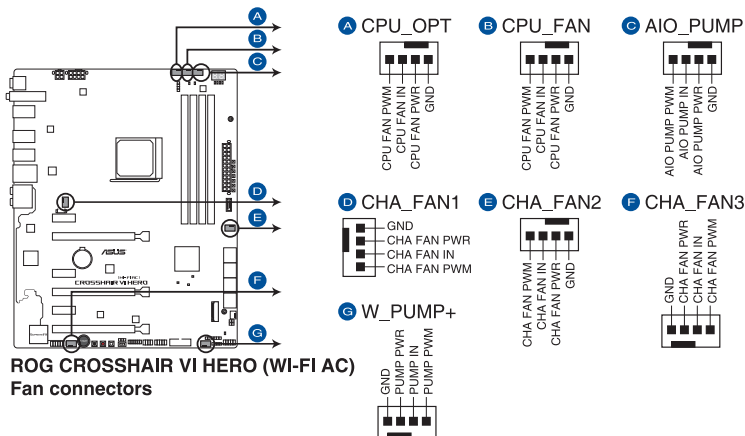 A
B
C
D
E
F
G
ASUS
CROSSHAIR VI HERO
ROG CROSSHAIR VI HERO (WI-FI AC)
Fan connectors
A CPU_OPT
CPU FAN PWM
CPU FAN IN
CPU FAN PWR
GND
B CPU_FAN
CPU FAN PWM
CPU FAN IN
CPU FAN PWR
GND
C AIO_PUMP
AIO PUMP PWM
AIO PUMP IN
AIO PUMP PWR
GND
D CHA_FAN1
GND
CHA FAN PWR
CHA FAN IN
CHA FAN PWM
E CHA_FAN2
CHA FAN PWM
CHA FAN IN
CHA FAN PWR
GND
F CHA_FAN3
GND
CHA FAN PWR
CHA FAN IN
CHA FAN PWM
G W_PUMP+
GND
PUMP PWR
PUMP IN
PUMP PWM